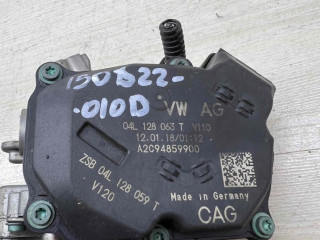 150822-
-010D
VW AG
04L 128 063 T V110
12.01.18/01:12
A2C94859900
ZSB 04L 128 059 T
V120
Made in Germany
CAG